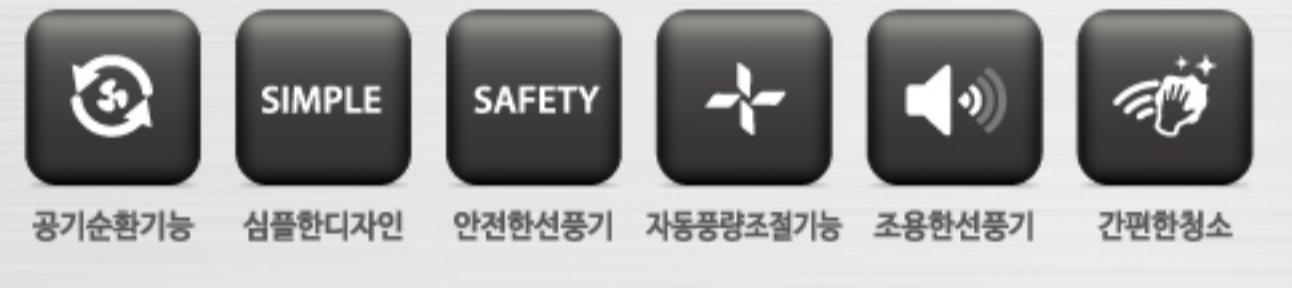 SIMPLE
SAFETY
공기순환기능
심플한디자인
안전한선풍기
자동풍량조절기능
조용한선풍기
간편한청소